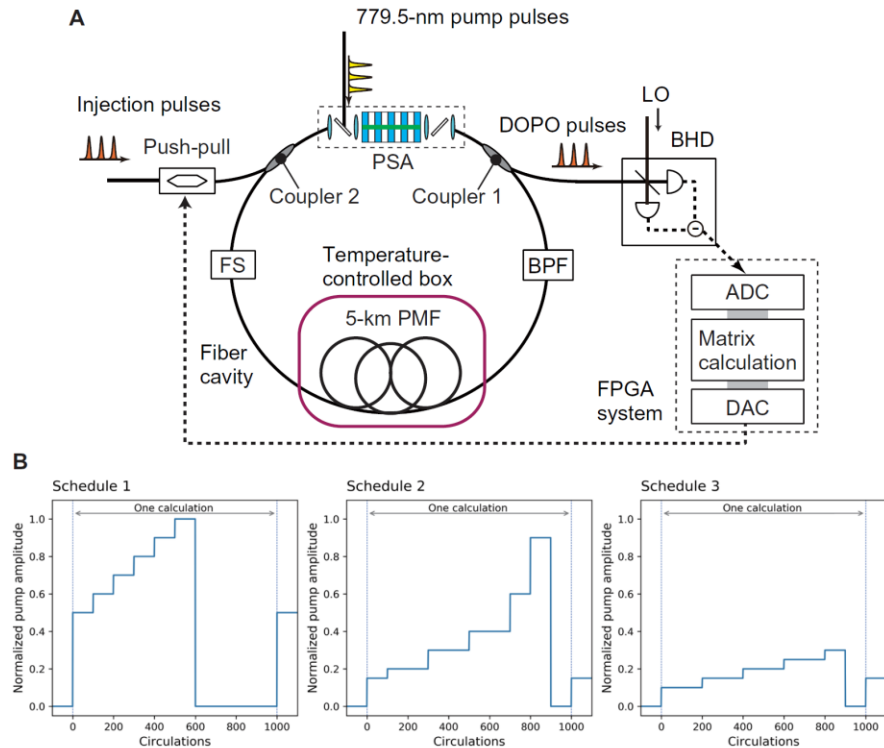 A
779.5-nm pump pulses
Injection pulses
Push-pull
PSA
DOPO pulses
LO
BHD
Coupler 2
Coupler 1
FS
Temperature-
controlled box
BPF
5-km PMF
Fiber
cavity
ADC
Matrix
calculation
DAC
FPGA
system
B
Schedule 1
One calculation
Normalized pump amplitude
1.0
0.8
0.6
0.4
0.2
0.0
0 200 400 600 800 1000
Circulations
Schedule 2
One calculation
Normalized pump amplitude
1.0
0.8
0.6
0.4
0.2
0.0
0 200 400 600 800 1000
Circulations
Schedule 3
One calculation
Normalized pump amplitude
1.0
0.8
0.6
0.4
0.2
0.0
0 200 400 600 800 1000
Circulations